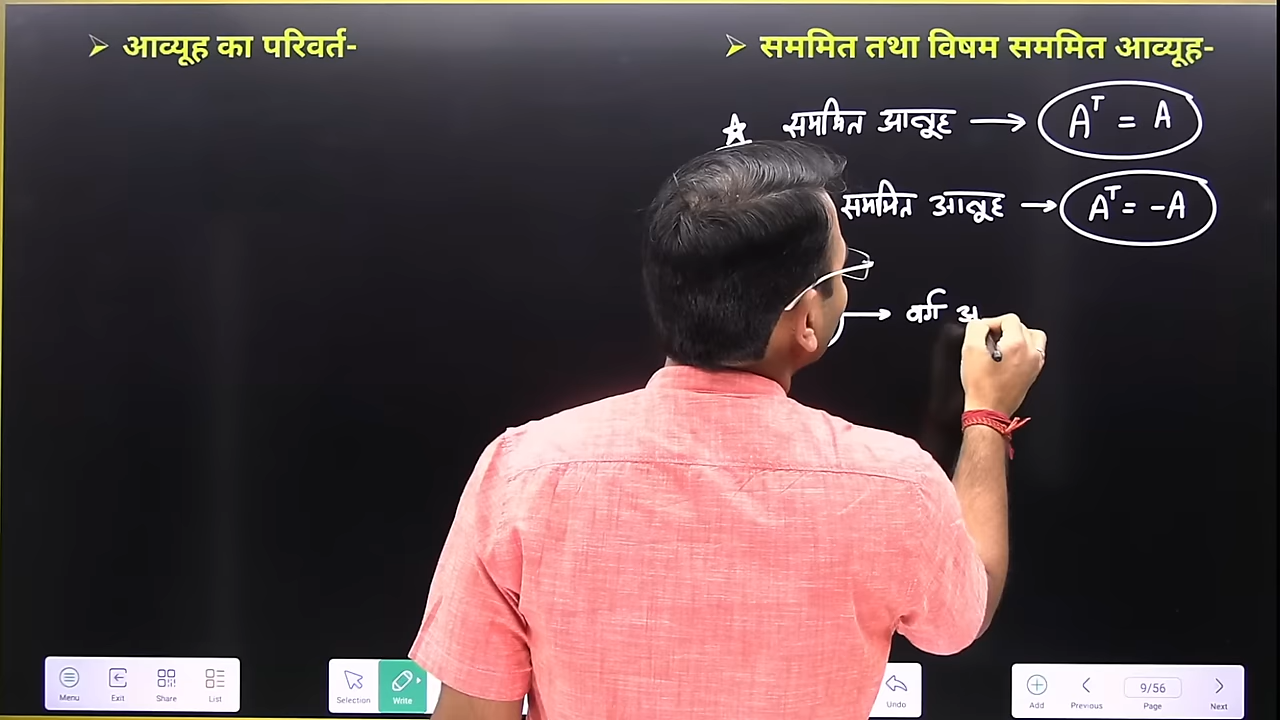 ➢ आव्यूह का परिवर्त-
➢ सममित तथा विषम सममित आव्यूह-
☆ सममित आव्यूह → Aᵀ = A
सममित आव्यूह → Aᵀ = -A
→ वर्ग
Menu
Exit
Share
List
Selection
Write
Undo
Add
Previous
9/56
Page
Next